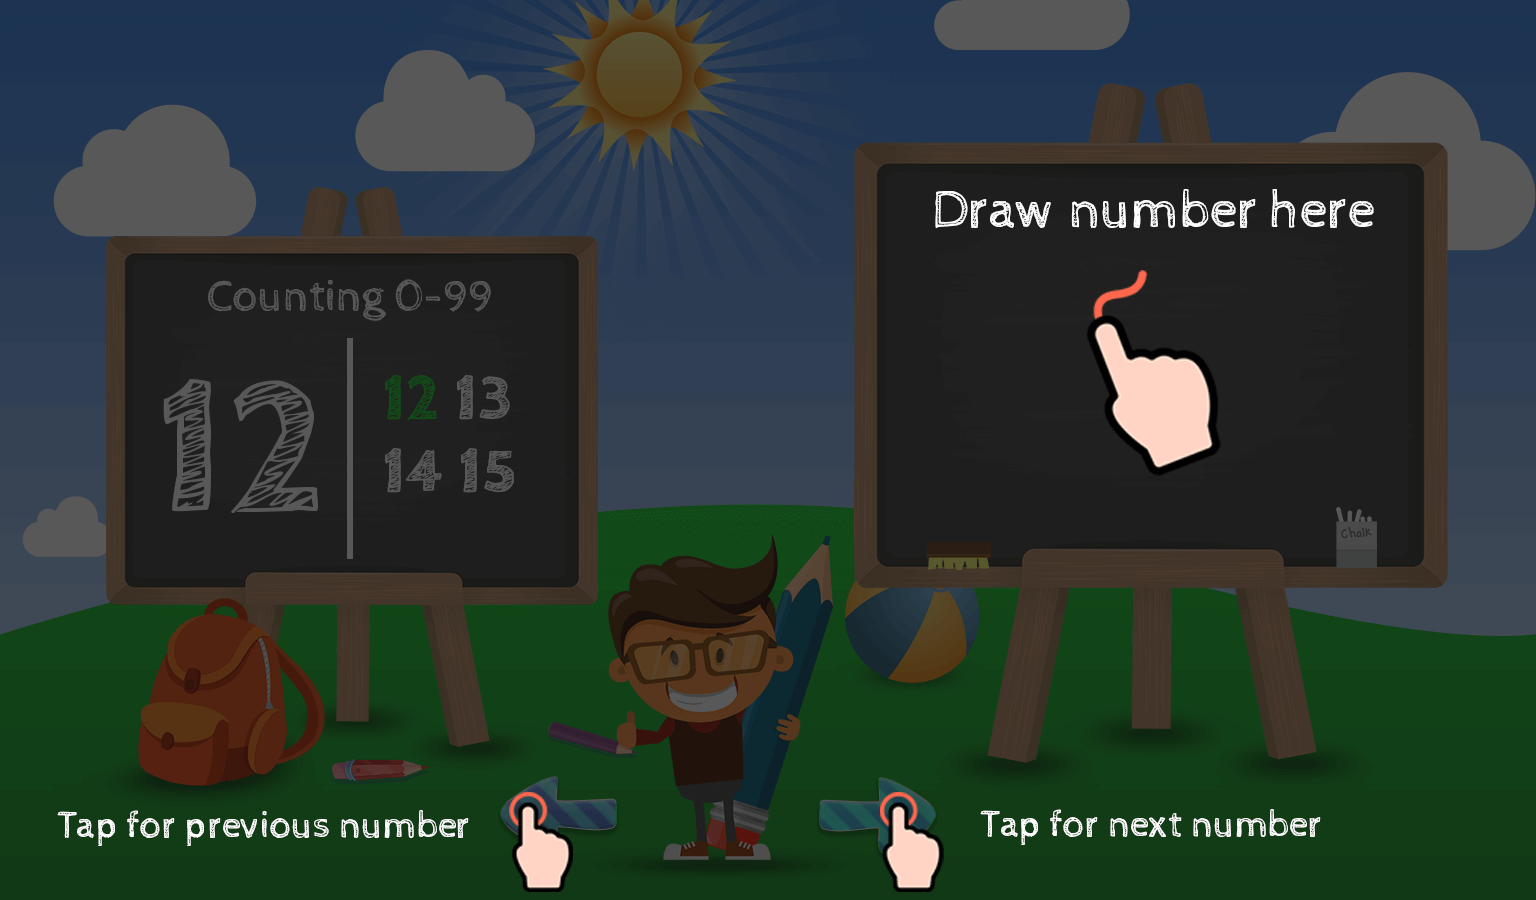 Draw number here
Counting 0-99
12
12 13
14 15
Chalk
Tap for previous number
Tap for next number